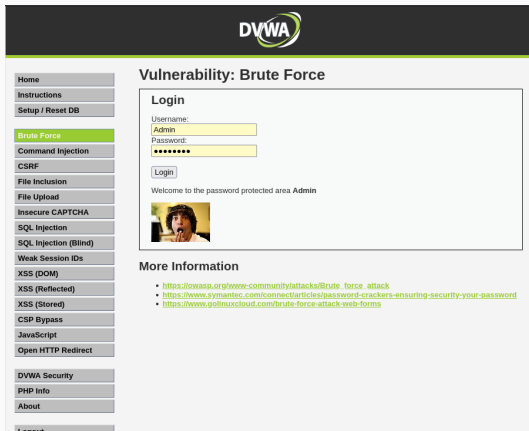 DVWA
Home
Instructions
Setup / Reset DB
Brute Force
Command Injection
CSRF
File Inclusion
File Upload
Insecure CAPTCHA
SQL Injection
SQL Injection (Blind)
Weak Session IDs
XSS (DOM)
XSS (Reflected)
XSS (Stored)
CSP Bypass
JavaScript
Open HTTP Redirect
DVWA Security
PHP Info
About
Logout
Vulnerability: Brute Force
Login
Username:
Admin
Password:
••••••••
Login
Welcome to the password protected area Admin
More Information
• https://owasp.org/www-community/attacks/Brute_force_attack
• https://www.symantec.com/connect/articles/password-crackers-ensuring-security-your-password
• https://www.golinuxcloud.com/brute-force-attack-web-forms